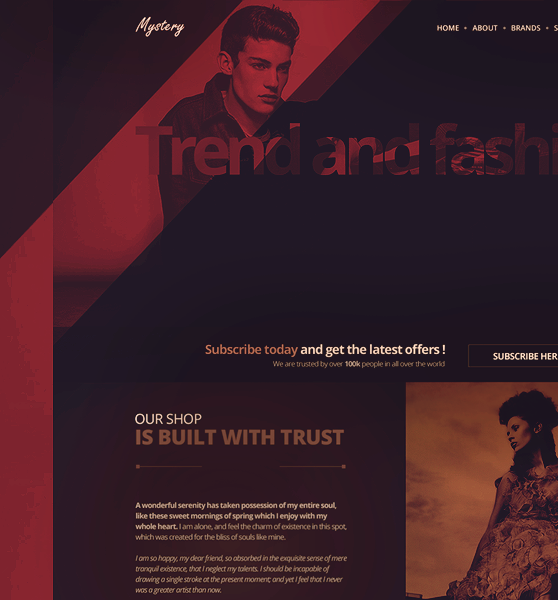 Mystery
HOME • ABOUT • BRANDS • S
Trend and fash
Subscribe today and get the latest offers !
We are trusted by over 100k people in all over the world
SUBSCRIBE HER
OUR SHOP
IS BUILT WITH TRUST
A wonderful serenity has taken possession of my entire soul,
like these sweet mornings of spring which I enjoy with my
whole heart. I am alone, and feel the charm of existence in this spot,
which was created for the bliss of souls like mine.
I am so happy, my dear friend, so absorbed in the exquisite sense of mere
tranquil existence, that I neglect my talents. I should be incapable of
drawing a single stroke at the present moment; and yet I feel that I never
was a greater artist than now.